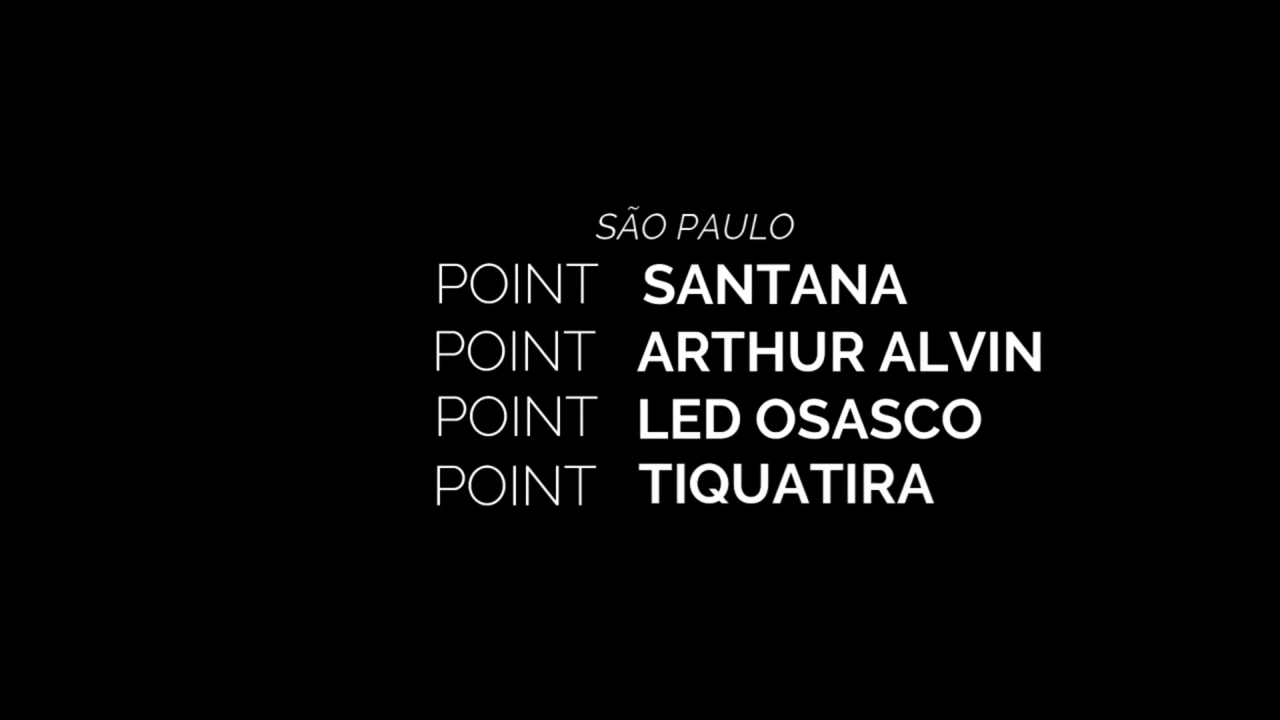 SÃO PAULO
POINT SANTANA
POINT ARTHUR ALVIN
POINT LED OSASCO
POINT TIQUATIRA